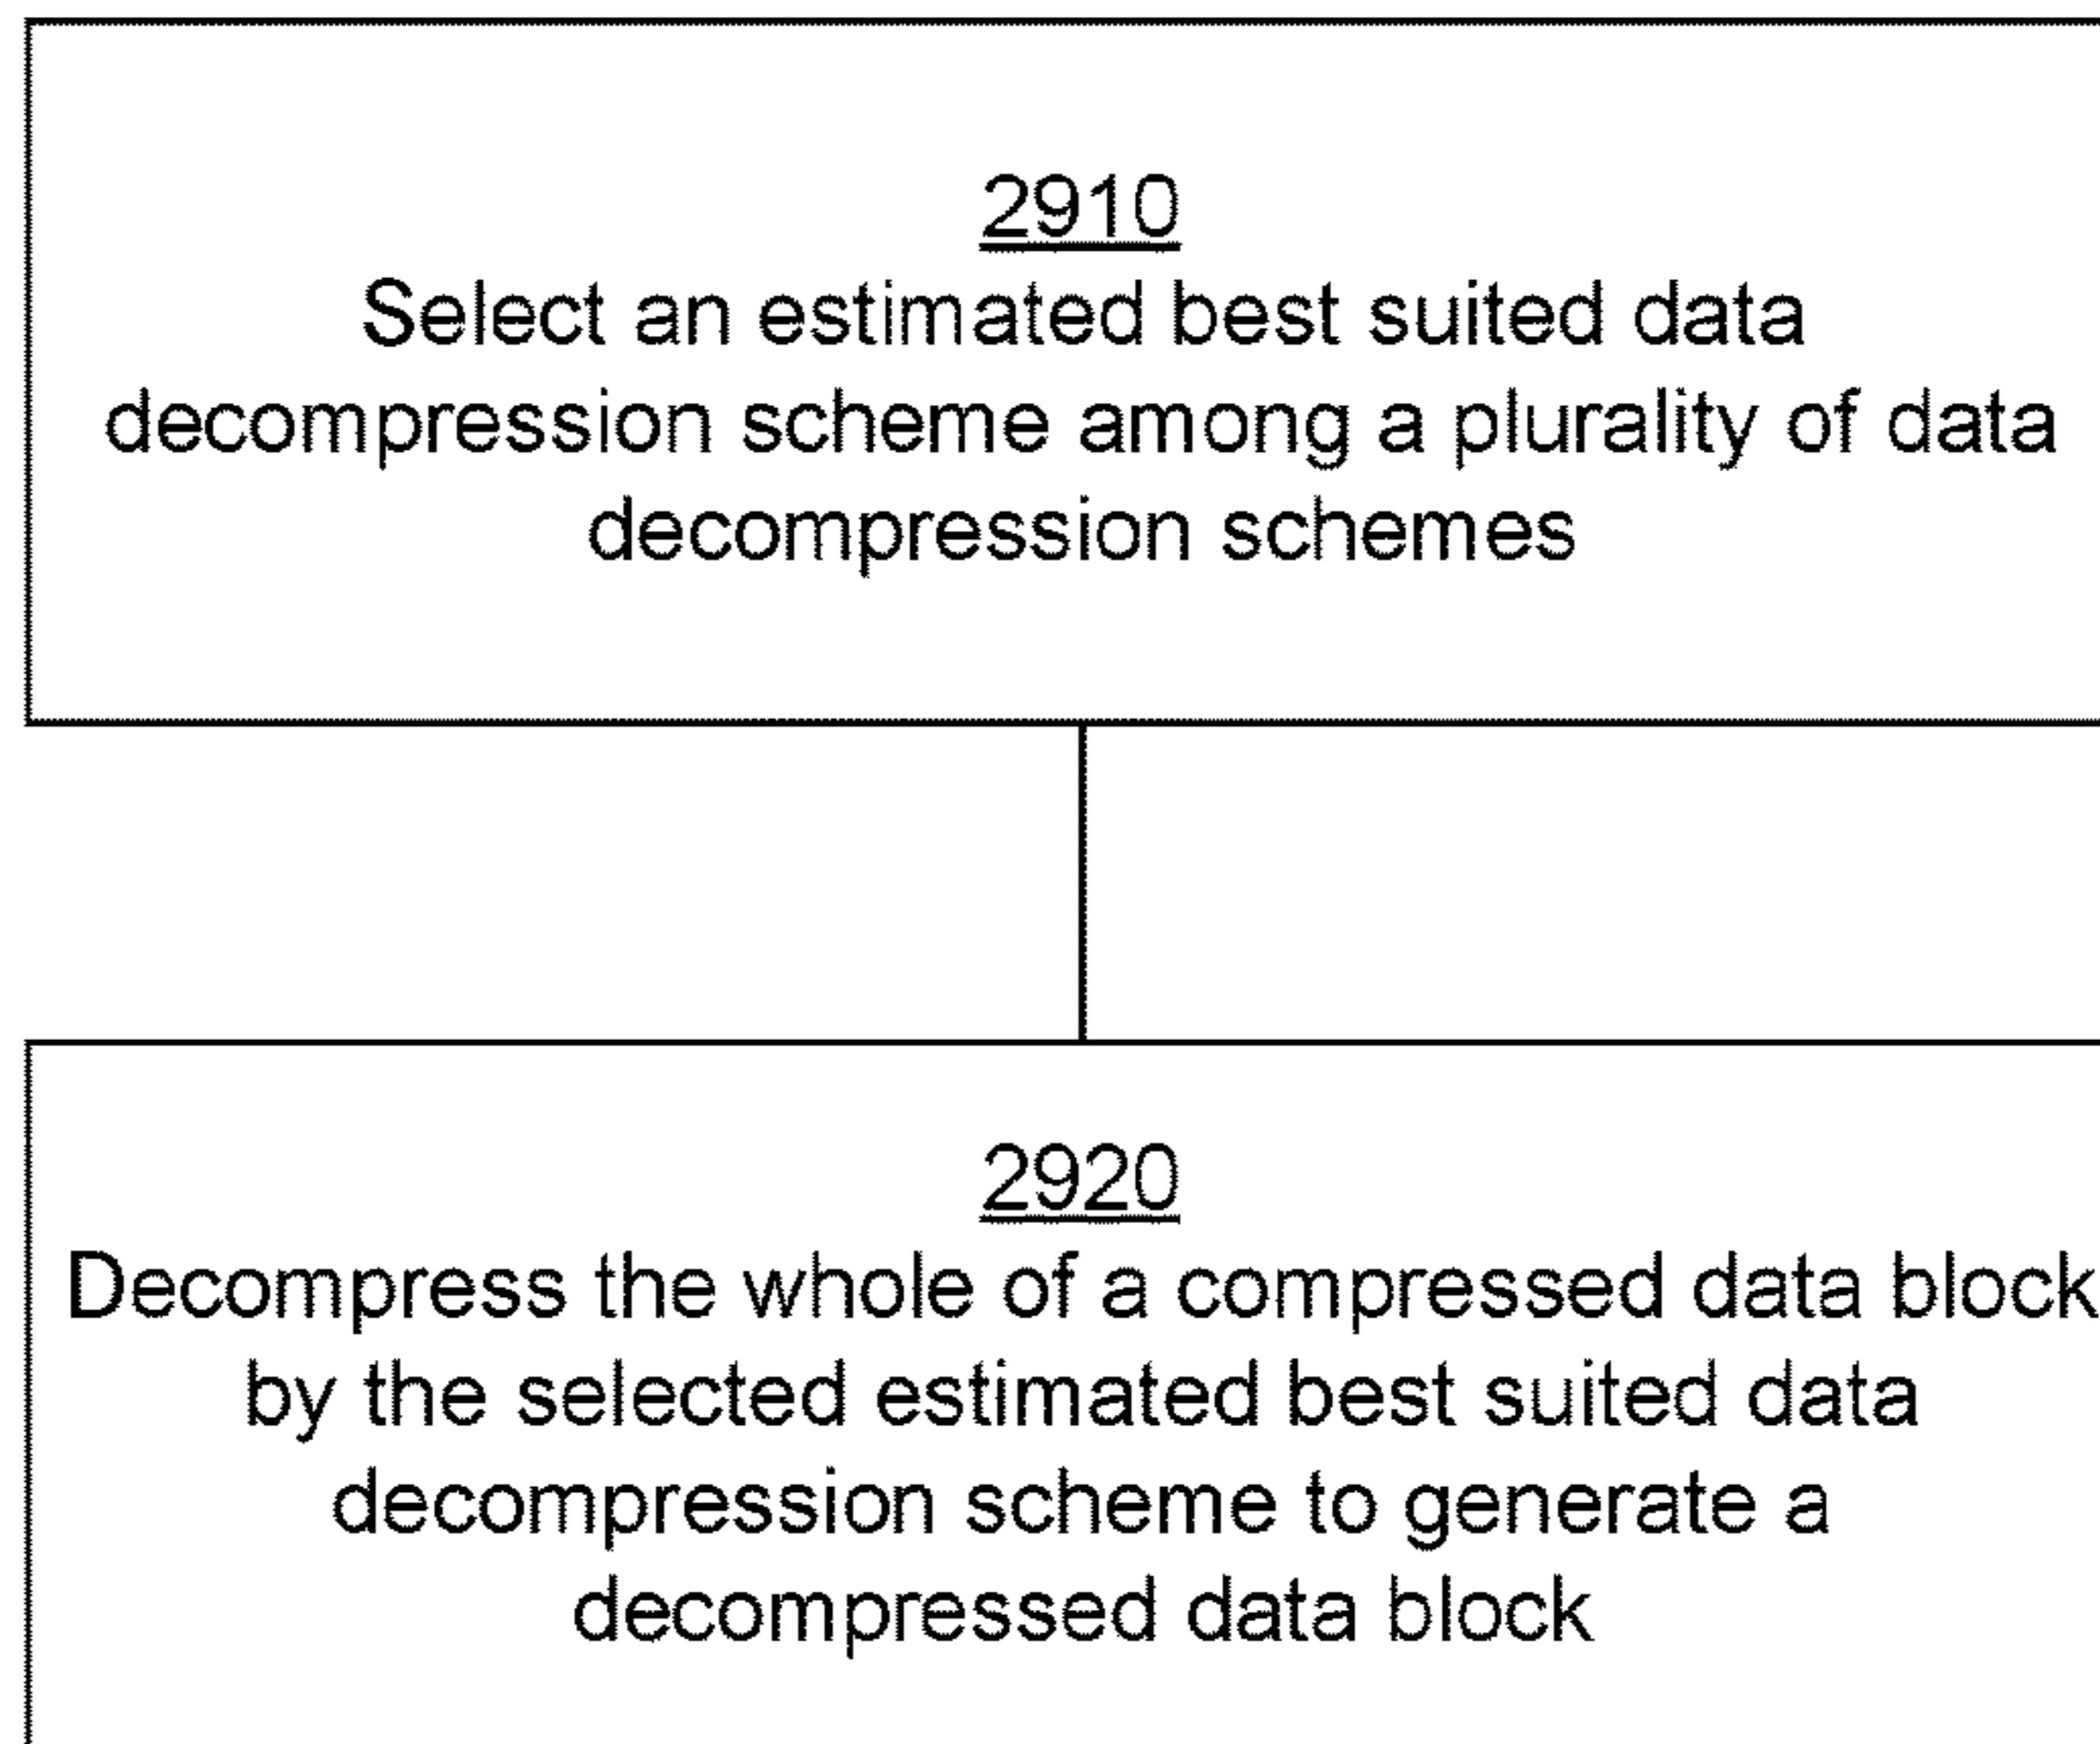 2910
Select an estimated best suited data
decompression scheme among a plurality of data
decompression schemes
2920
Decompress the whole of a compressed data block
by the selected estimated best suited data
decompression scheme to generate a
decompressed data block